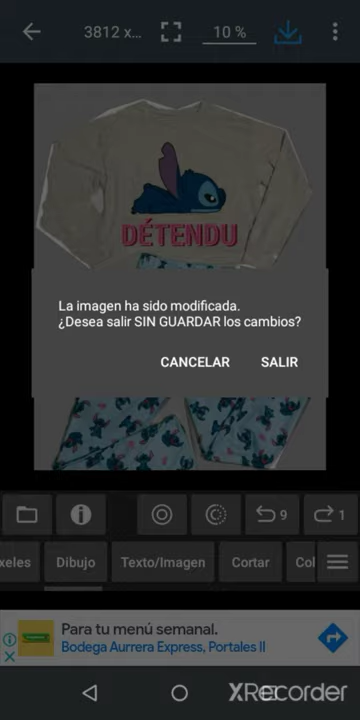 3812 x...
10 %
DÉTENDU
La imagen ha sido modificada.
¿Desea salir SIN GUARDAR los cambios?
CANCELAR
SALIR
9
1
xeles
Dibujo
Texto/Imagen
Cortar
Col
Para tu menú semanal.
Bodega Aurrera Express, Portales II
XRecorder